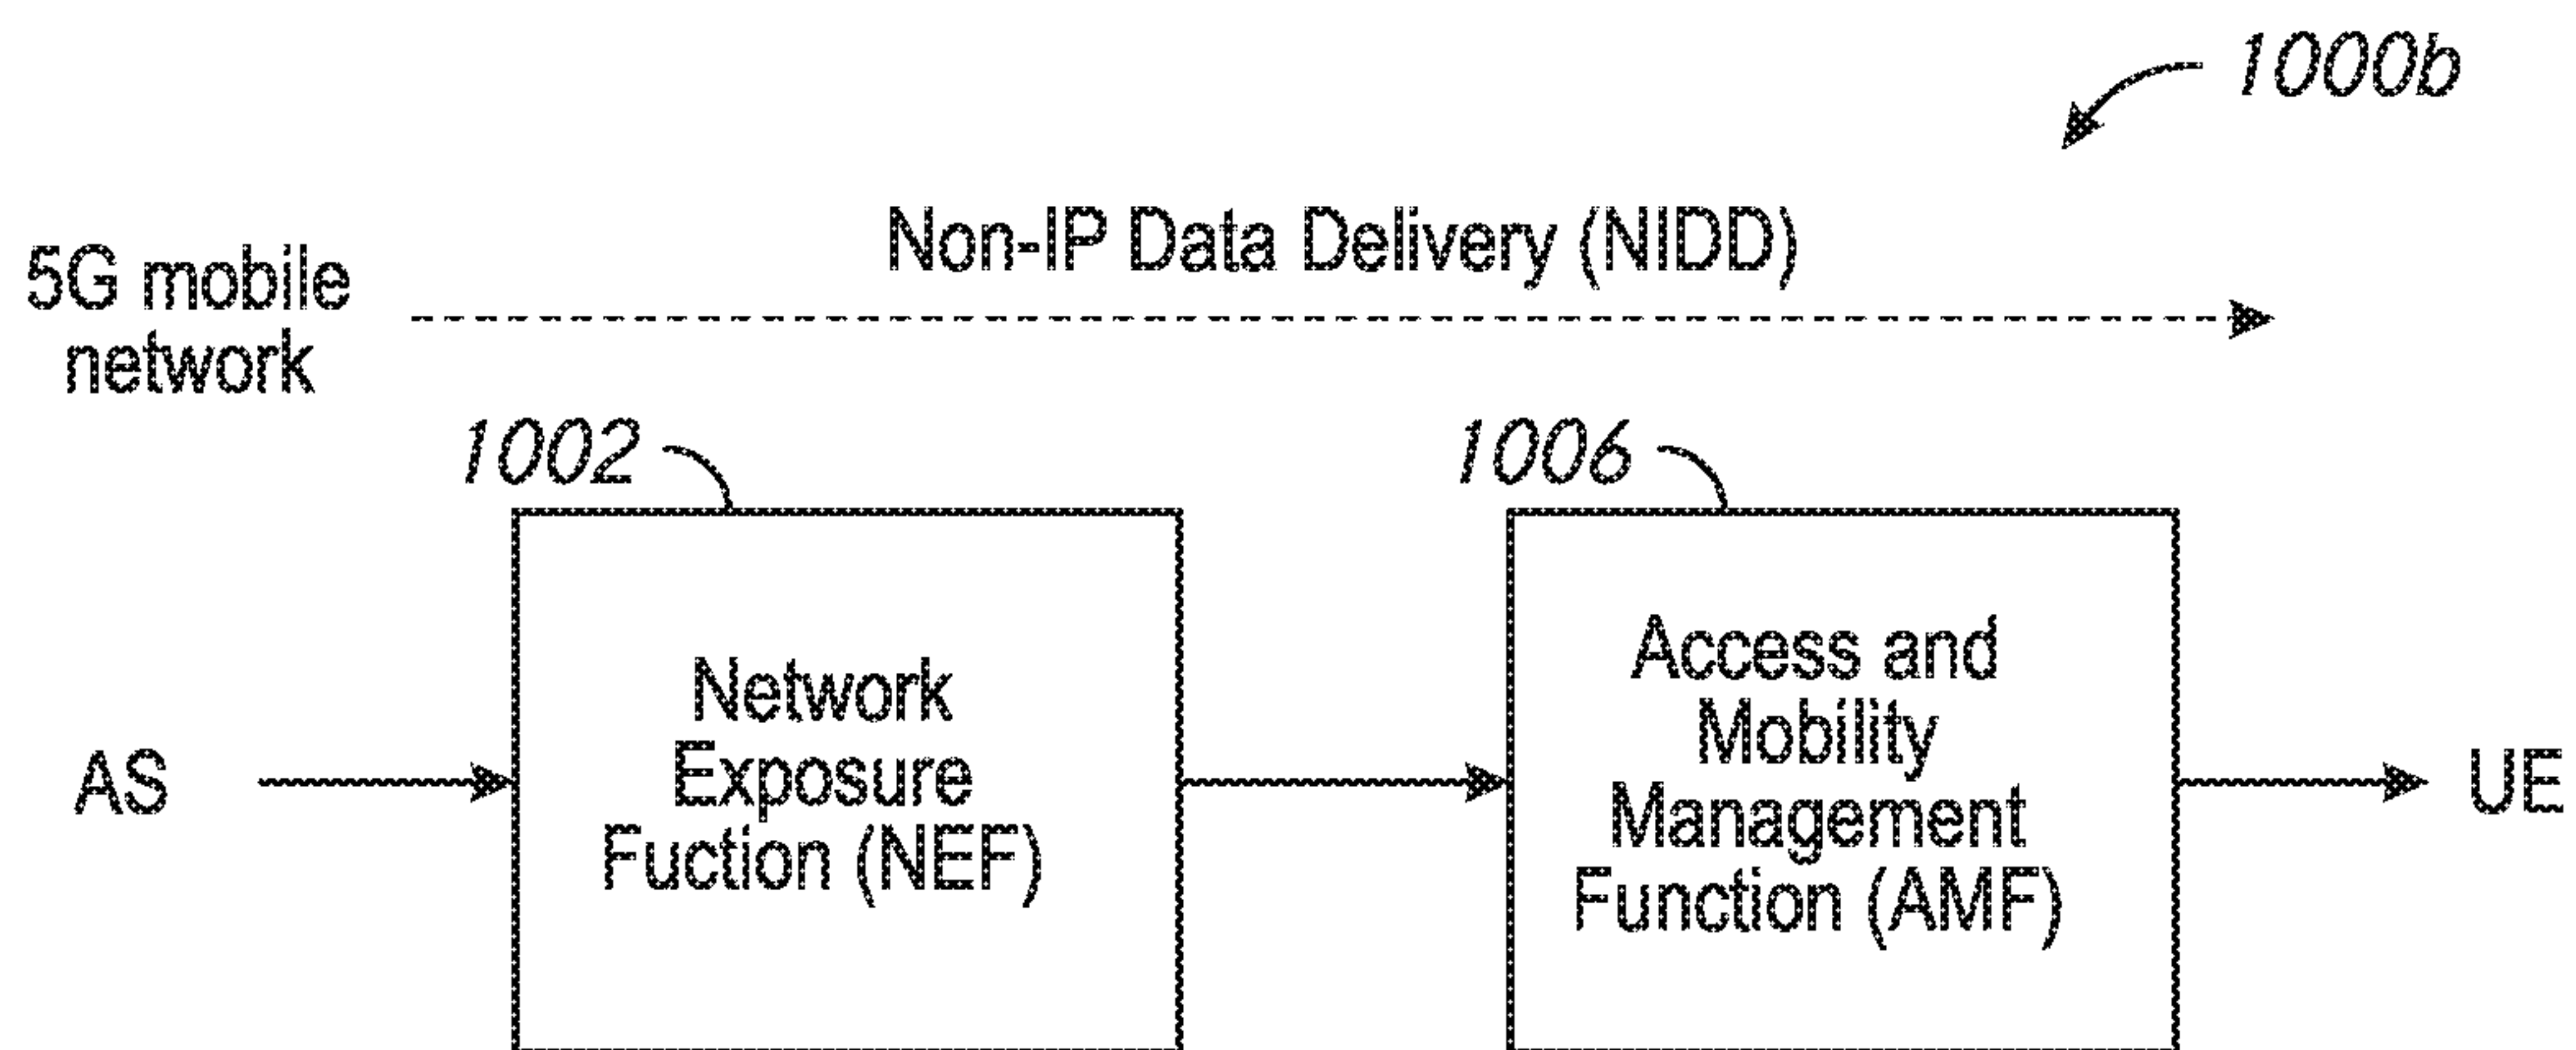 1000b
Non-IP Data Delivery (NIDD)
5G mobile
network
1002
1006
AS
Network
Exposure
Fuction (NEF)
Access and
Mobility
Management
Function (AMF)
UE